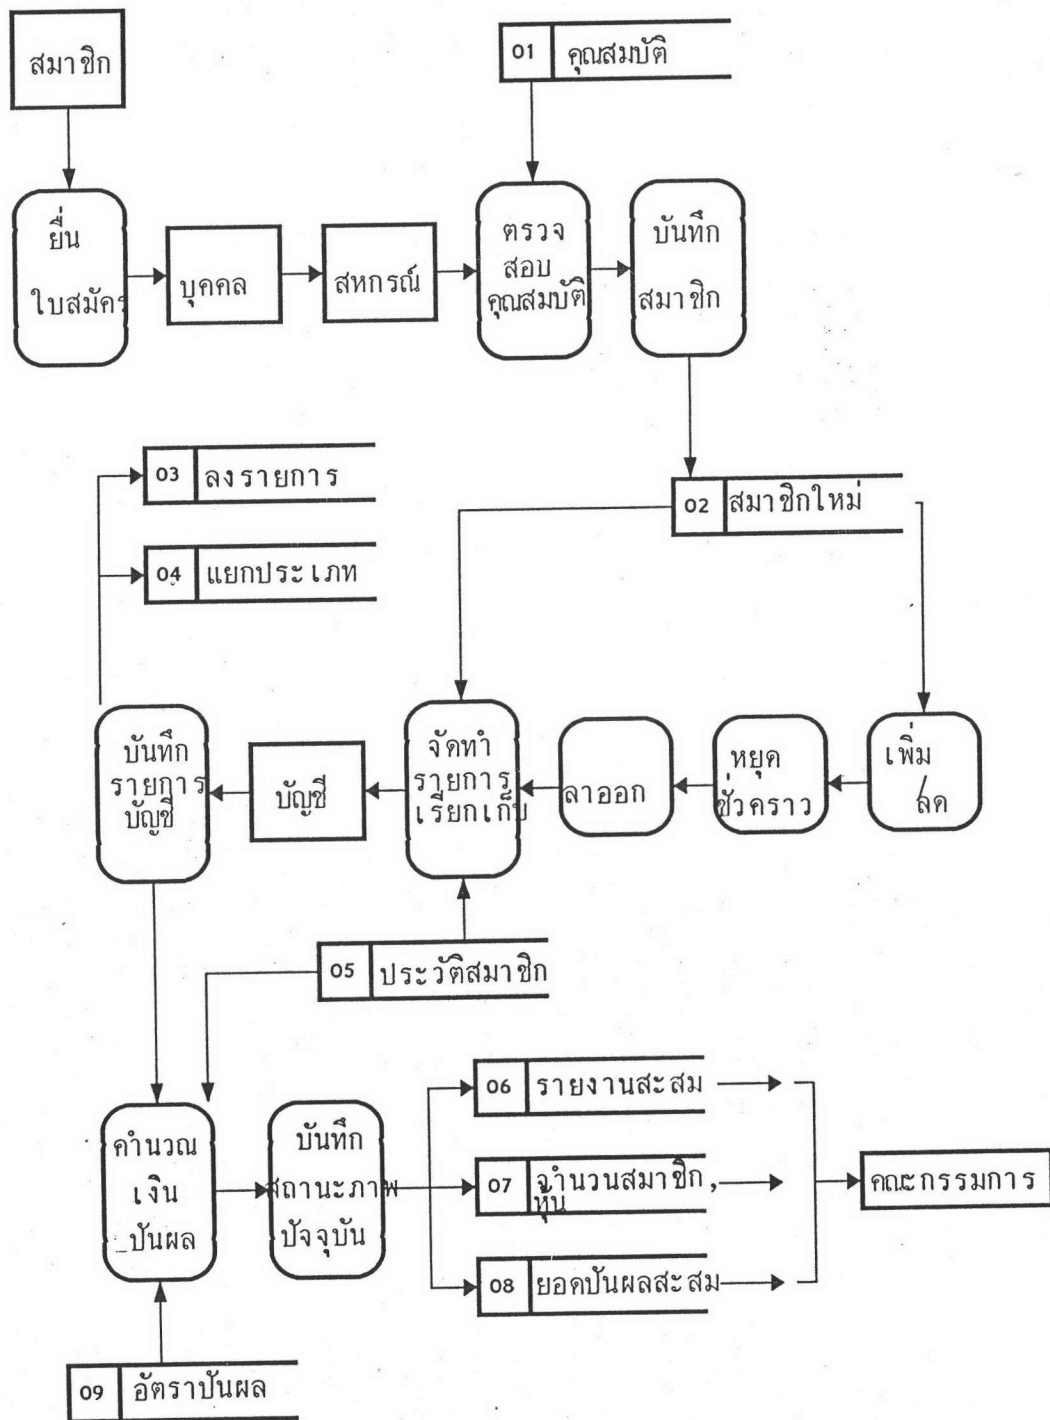 สมาชิก
01 คุณสมบัติ
ยื่น
ใบสมัคร
บุคคล
สหกรณ์
ตรวจ
สอบ
คุณสมบัติ
บันทึก
สมาชิก
03 ลงรายการ
02 สมาชิกใหม่
04 แยกประเภท
บันทึก
รายการ
บัญชี
บัญชี
จัดทำ
รายการ
เรียกเก็บ
ลาออก
หยุด
ชั่วคราว
เพิ่ม
/ลด
05 ประวัติสมาชิก
06 รายงานสะสม
คำนวณ
เงิน
ปันผล
บันทึก
สถานะภาพ
ปัจจุบัน
07 จำนวนสมาชิก,
หุ้น
คณะกรรมการ
08 ยอดปันผลสะสม
09 อัตราปันผล